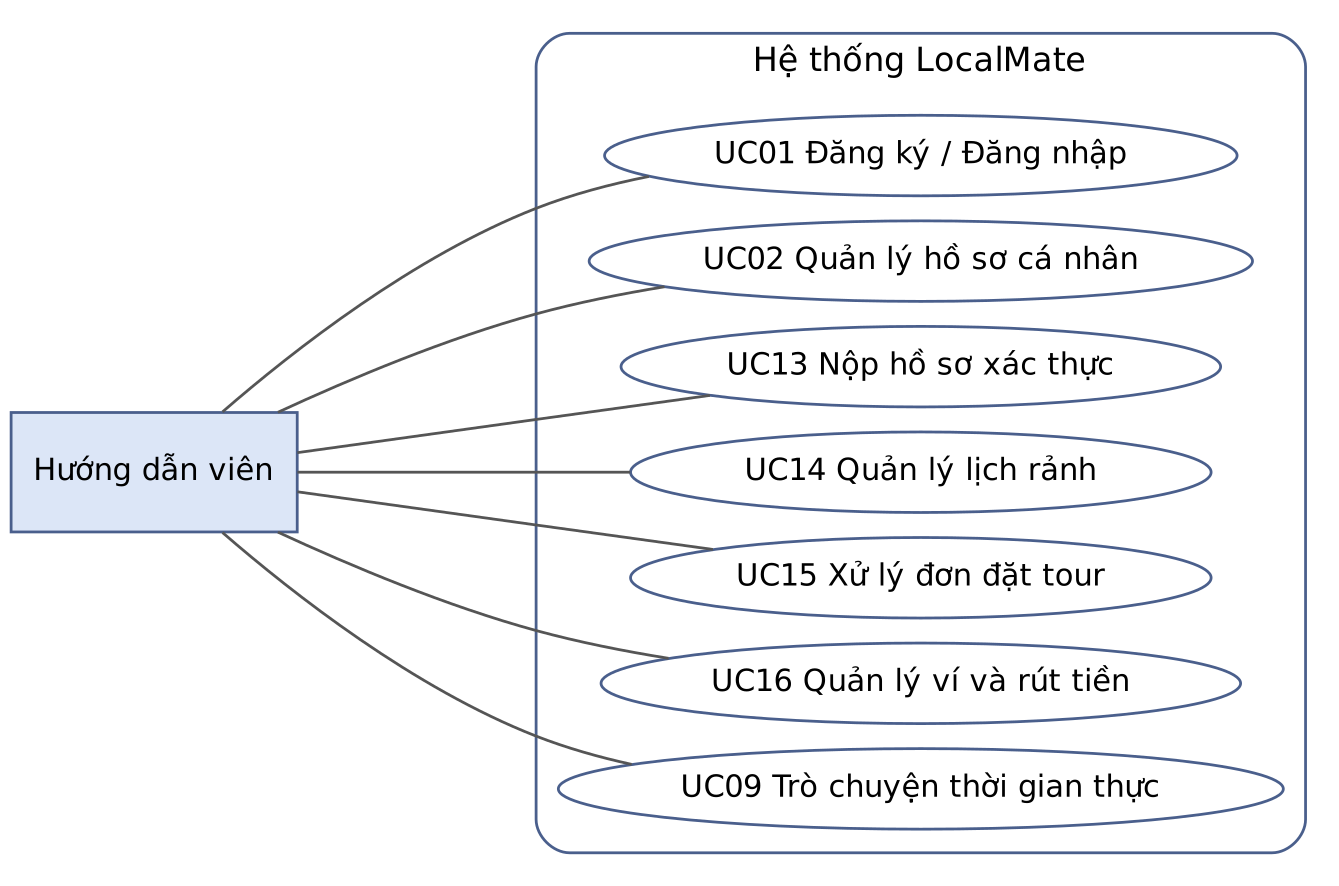 Hệ thống LocalMate
UC01 Đăng ký / Đăng nhập
UC02 Quản lý hồ sơ cá nhân
UC13 Nộp hồ sơ xác thực
Hướng dẫn viên
UC14 Quản lý lịch rảnh
UC15 Xử lý đơn đặt tour
UC16 Quản lý ví và rút tiền
UC09 Trò chuyện thời gian thực